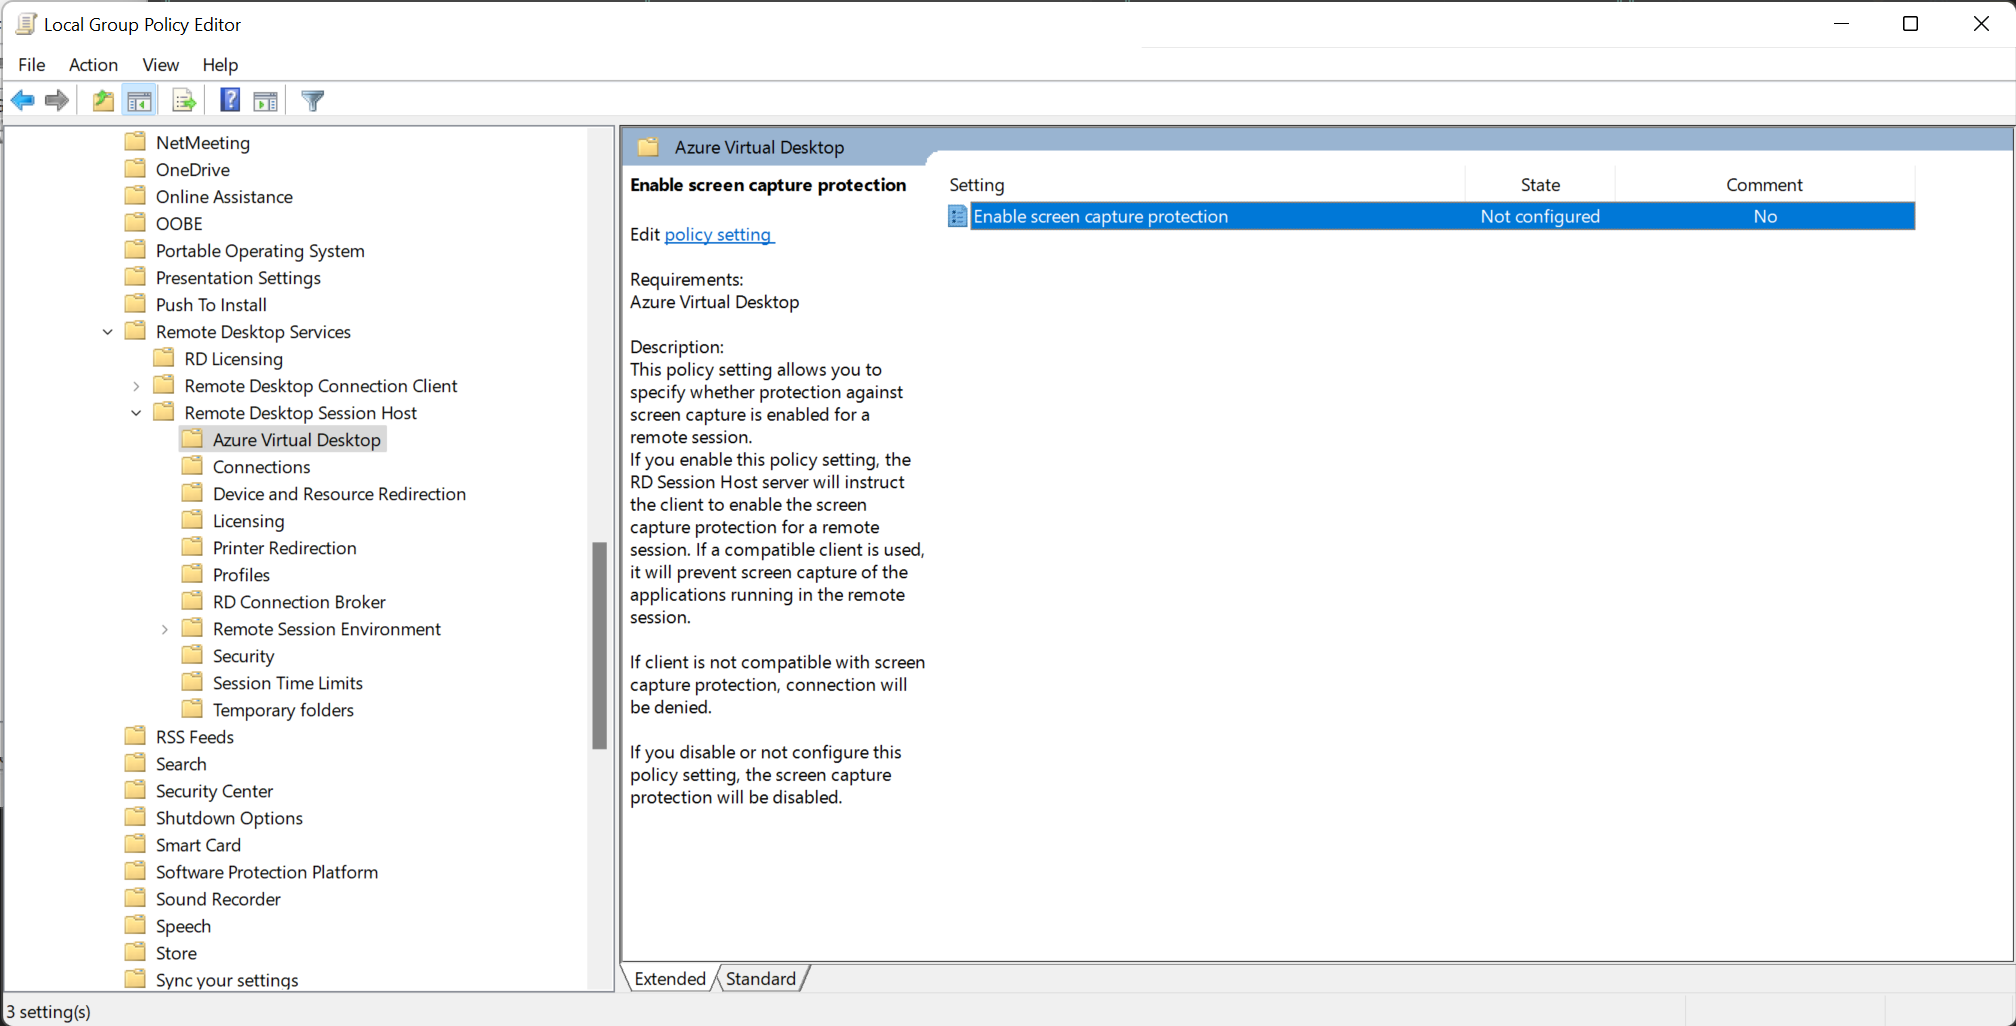 Local Group Policy Editor
File Action View Help
NetMeeting
OneDrive
Online Assistance
OOBE
Portable Operating System
Presentation Settings
Push To Install
Remote Desktop Services
RD Licensing
Remote Desktop Connection Client
Remote Desktop Session Host
Azure Virtual Desktop
Connections
Device and Resource Redirection
Licensing
Printer Redirection
Profiles
RD Connection Broker
Remote Session Environment
Security
Session Time Limits
Temporary folders
RSS Feeds
Search
Security Center
Shutdown Options
Smart Card
Software Protection Platform
Sound Recorder
Speech
Store
Sync your settings
Azure Virtual Desktop
Enable screen capture protection
Edit policy setting
Requirements:
Azure Virtual Desktop
Description:
This policy setting allows you to
specify whether protection against
screen capture is enabled for a
remote session.
If you enable this policy setting, the
RD Session Host server will instruct
the client to enable the screen
capture protection for a remote
session. If a compatible client is used,
it will prevent screen capture of the
applications running in the remote
session.
If client is not compatible with screen
capture protection, connection will
be denied.
If you disable or not configure this
policy setting, the screen capture
protection will be disabled.
Setting State Comment
Enable screen capture protection Not configured No
Extended Standard
3 setting(s)